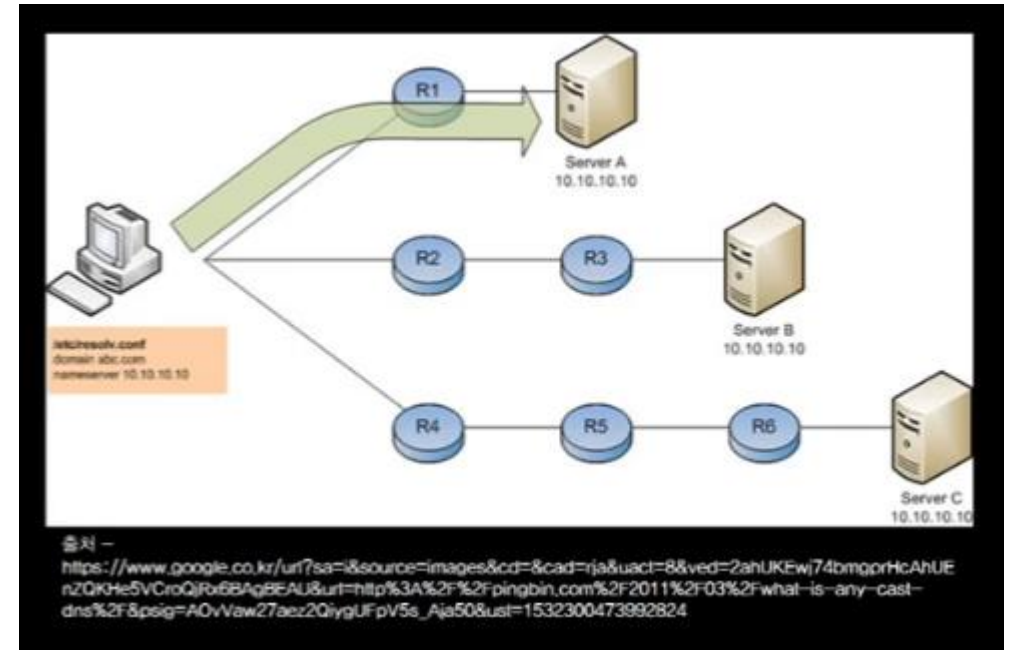 R1
Server A
10.10.10.10
R2
R3
Server B
10.10.10.10
/etc/resolv.conf
domain abc.com
nameserver 10.10.10.10
R4
R5
R6
Server C
10.10.10.10
출처 –
https://www.google.co.kr/url?sa=i&source=images&cd=&cad=rja&uact=8&ved=2ahUKEwj74bmgprHcAhUE
nZQKHe5VCroQjRx6BAgBEAU&url=http%3A%2F%2Fpingbin.com%2F2011%2F03%2Fwhat-is-any-cast-
dns%2F&psig=AOvVaw27aez2QiygUFpV5s_Aja50&ust=1532300473992824